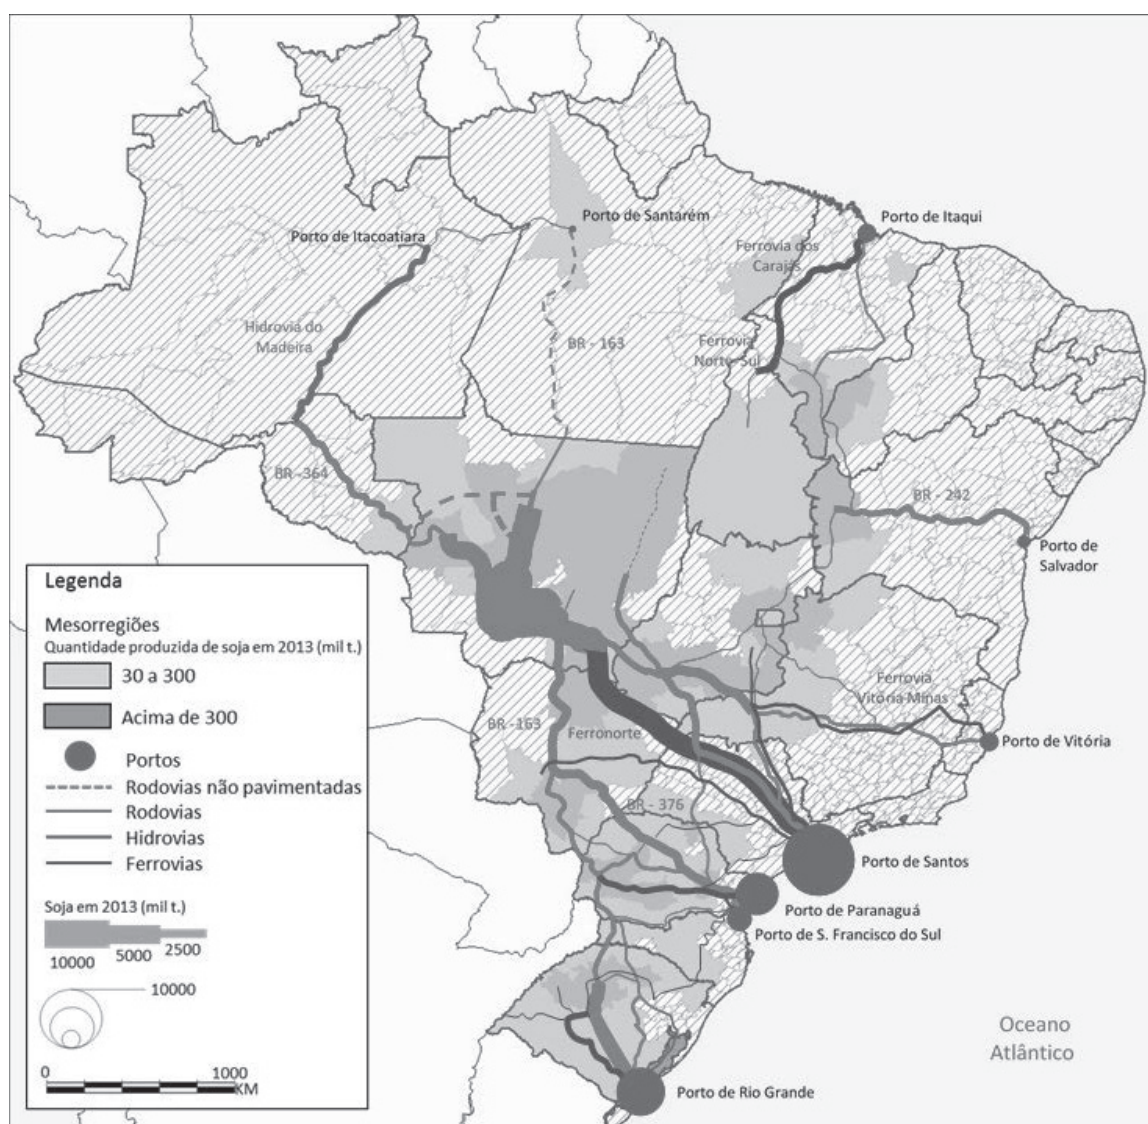 Porto de Santarém
Porto de Itaqui
Porto de Itacoatiara
Ferrovia dos
Carajás
Hidrovia do
Madeira
BR - 163
Ferrovia
Norte-Sul
BR - 364
BR - 242
Porto de
Salvador
Ferrovia
Vitória-Minas
BR -163
Ferronorte
Porto de Vitória
BR - 376
Porto de Santos
Porto de Paranaguá
Porto de S. Francisco do Sul
Porto de Rio Grande
Oceano
Atlântico
Legenda
Mesorregiões
Quantidade produzida de soja em 2013 (mil t.)
30 a 300
Acima de 300
Portos
Rodovias não pavimentadas
Rodovias
Hidrovias
Ferrovias
Soja em 2013 (mil t.)
10000 5000 2500
10000
0 1000
KM